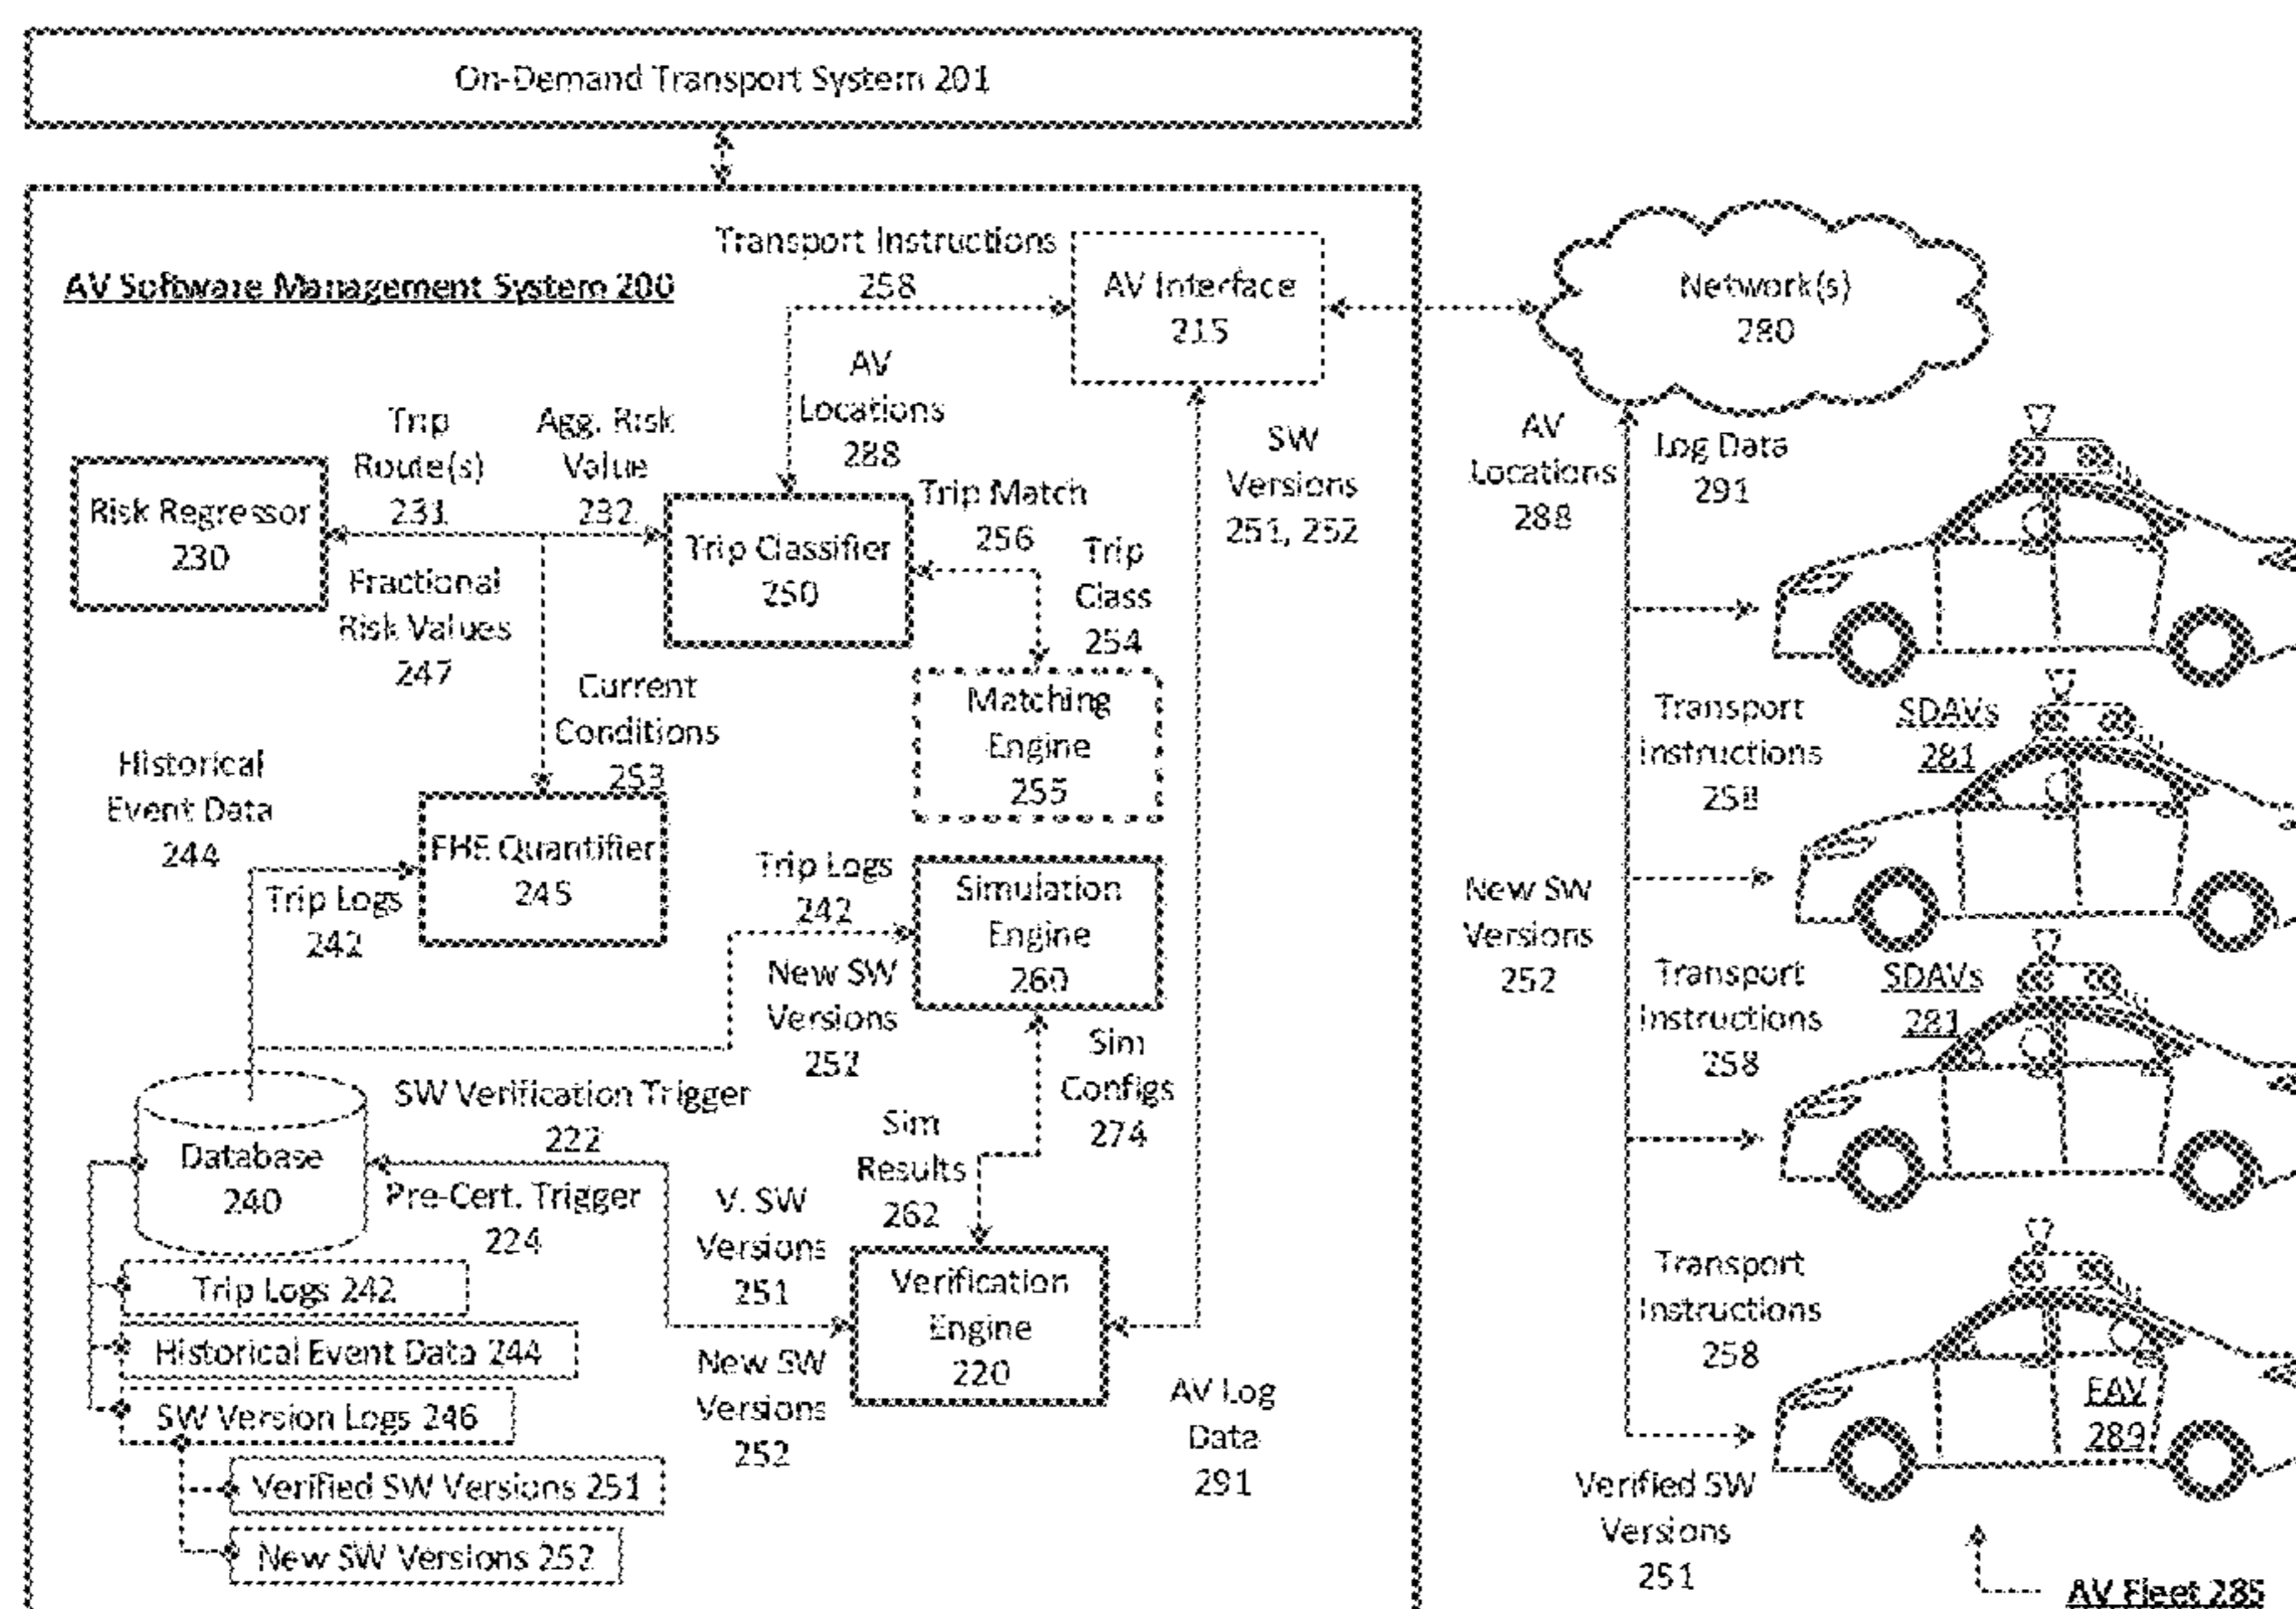 On-Demand Transport System 201
AV Software Management System 200
Transport Instructions
258
AV Interface
215
Network(s)
280
AV
Locations
288
Trip
Route(s)
231
Agg. Risk
Value
232
Risk Regressor
230
Fractional
Risk Values
247
Trip Classifier
250
Trip Match
256
Trip
Class
254
SW
Versions
251, 252
AV
Locations
288
Log Data
291
Current
Conditions
253
Matching
Engine
255
Historical
Event Data
244
Trip Logs
242
FHE Quantifier
245
Trip Logs
242
New SW
Versions
252
Simulation
Engine
260
Sim
Configs
274
Sim
Results
262
SW Verification Trigger
222
Database
240
Pre-Cert. Trigger
224
V. SW
Versions
251
New SW
Versions
252
Verification
Engine
220
AV Log
Data
291
Trip Logs 242
Historical Event Data 244
SW Version Logs 246
Verified SW Versions 251
New SW Versions 252
Transport
Instructions
258
SDAVs
281
New SW
Versions
252
Transport
Instructions
258
SDAVs
281
Transport
Instructions
258
FAV
289
Verified SW
Versions
251
AV Fleet 285